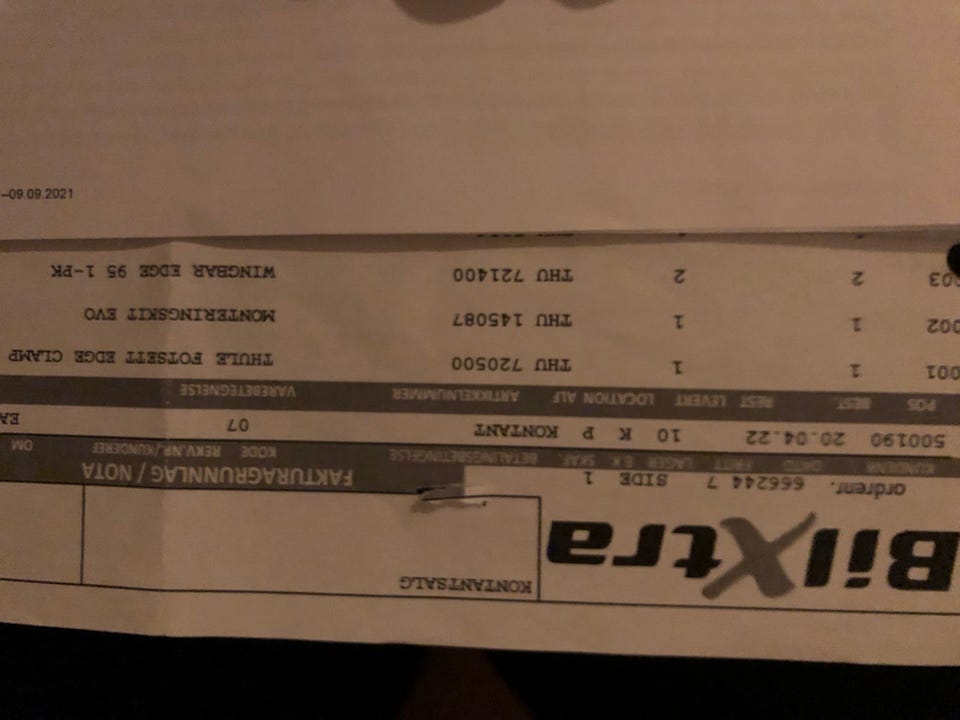 BilXtra
KONTANTSALG
ordrenr. 666244 7 SIDE 1
FAKTURAGRUNNLAG / NOTA
KUNDENR DATO FRITT LAGER E.K SKAF. BETALINGSBETINGELSE KODE REKV.NR/KUNDEREF OM
500190 20.04.22 10 K P KONTANT 07
POS BEST. REST LEVERT LOCATION ALF ARTIKKELNUMMER VAREBETEGNELSE
001 1 1 THU 720500 THULE FOTSETT EDGE CLAMP
002 1 1 THU 145087 MONTERINGSKIT EVO
003 2 2 THU 721400 WINGBAR EDGE 95 1-PK
–09.09.2021